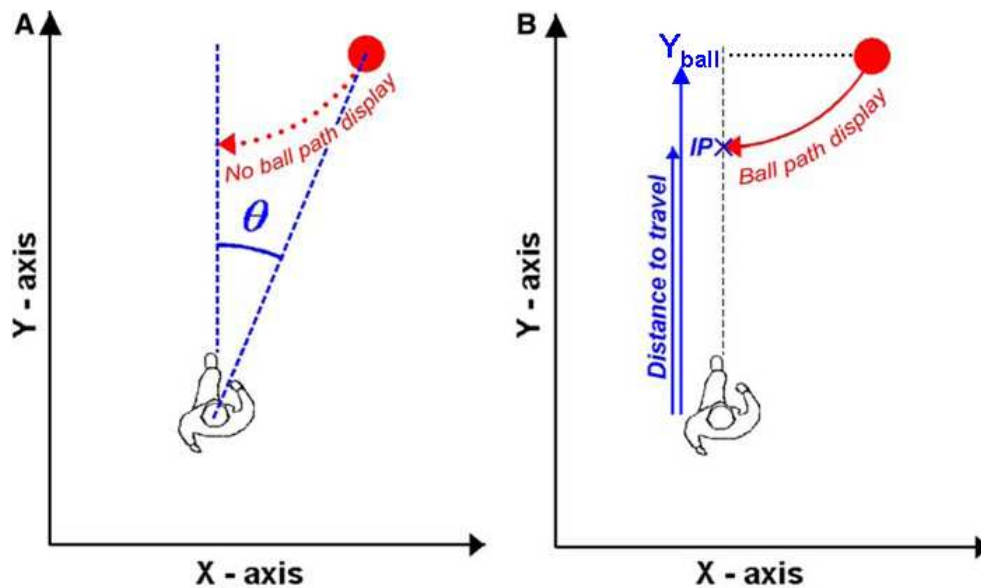 A
No ball path display
θ
Y - axis
X - axis
B
Y ball
IP
Ball path display
Distance to travel
Y - axis
X - axis